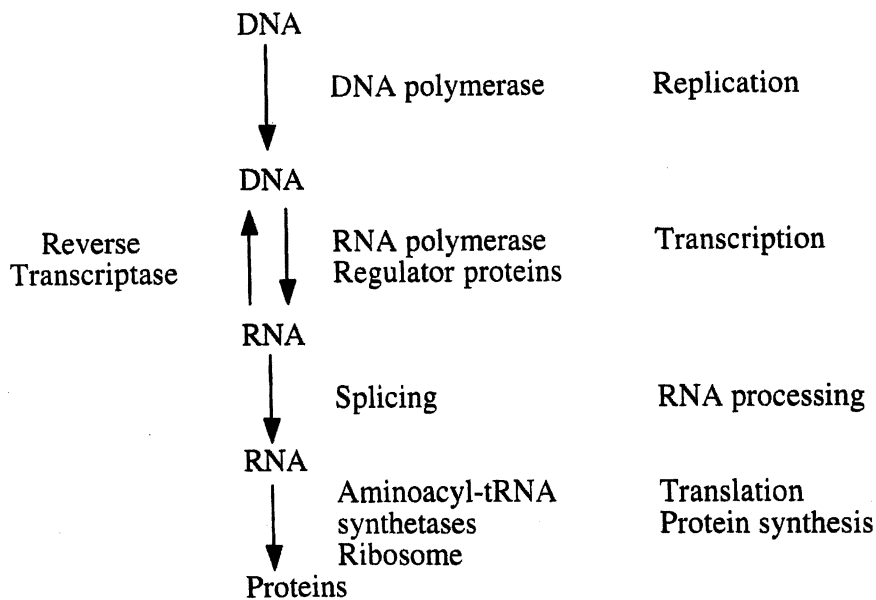 DNA
DNA polymerase Replication
DNA
Reverse
Transcriptase
RNA polymerase Transcription
Regulator proteins
RNA
Splicing RNA processing
RNA
Aminoacyl-tRNA Translation
synthetases Protein synthesis
Ribosome
Proteins